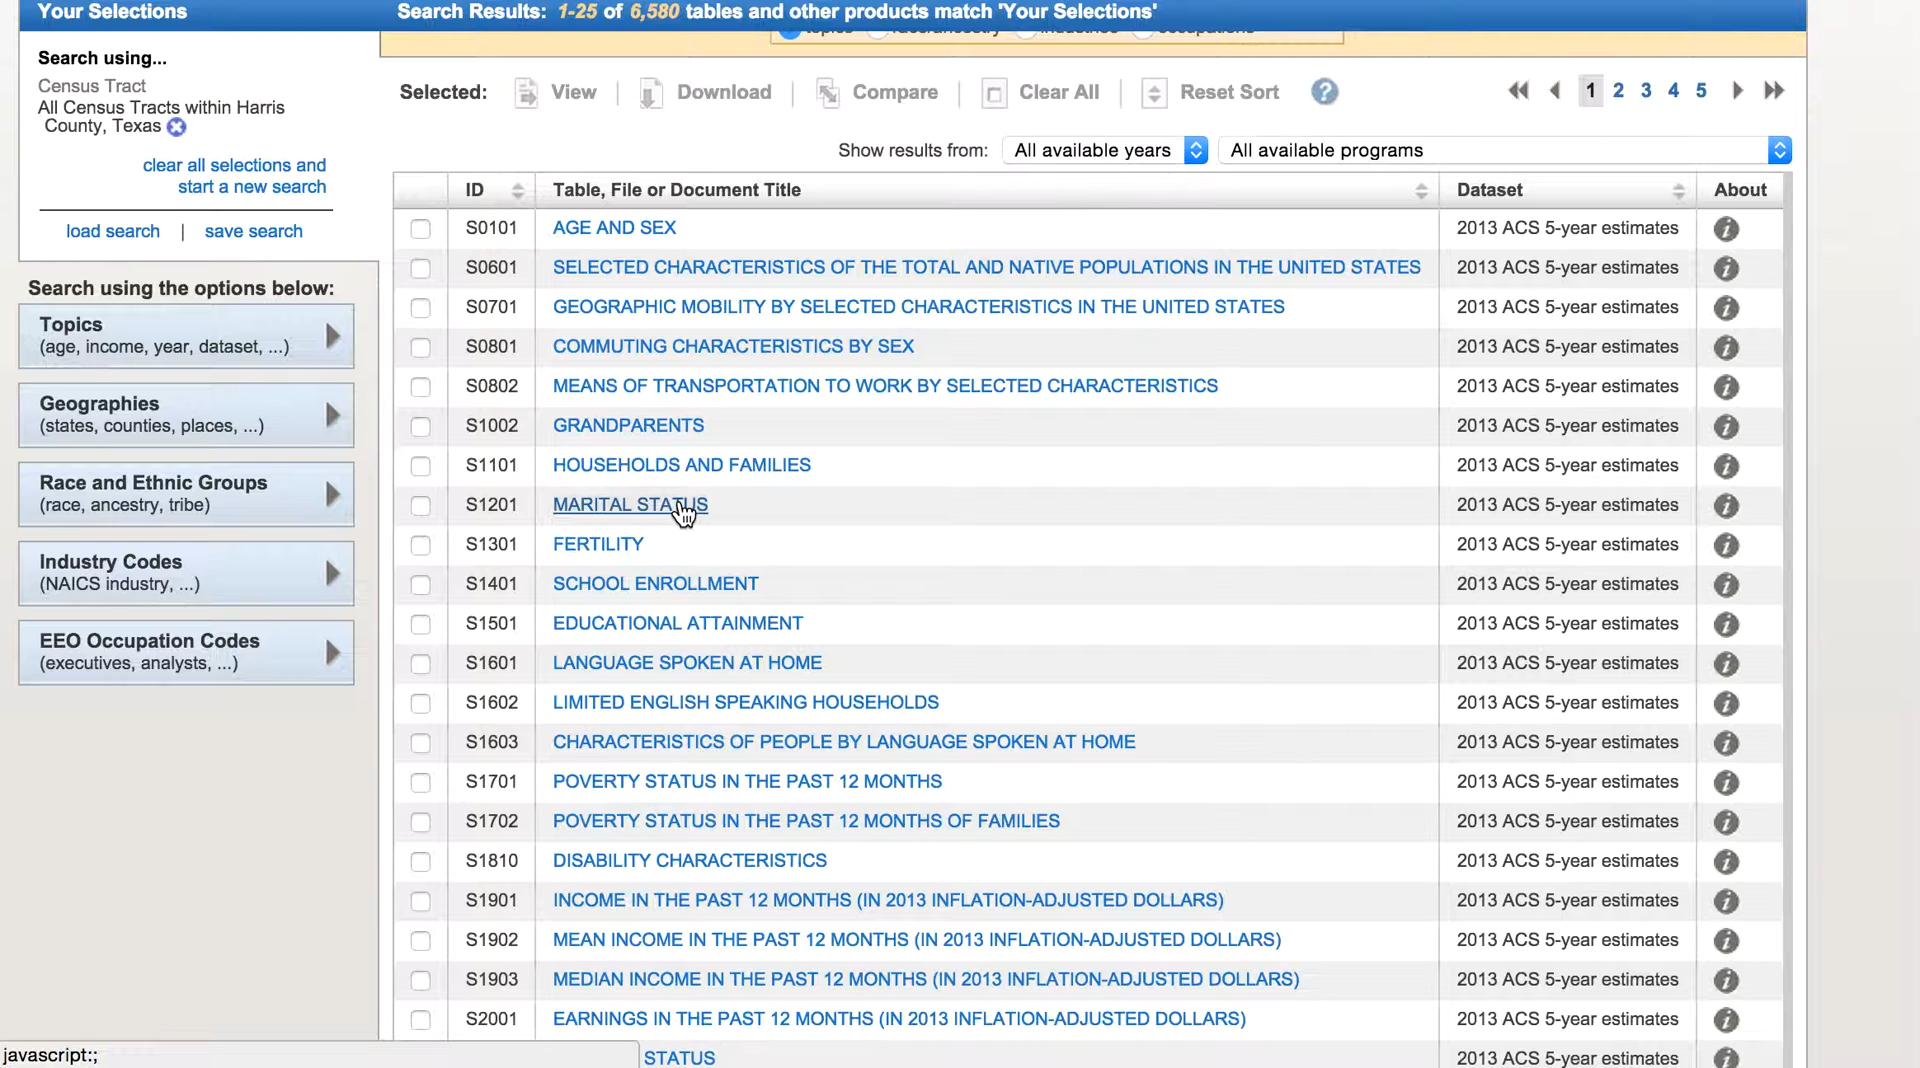 Your Selections
Search Results: 1-25 of 6,580 tables and other products match 'Your Selections'
Search using...
Census Tract
All Census Tracts within Harris
County, Texas
clear all selections and
start a new search
load search | save search
Search using the options below:
Topics
(age, income, year, dataset, ...)
Geographies
(states, counties, places, ...)
Race and Ethnic Groups
(race, ancestry, tribe)
Industry Codes
(NAICS industry, ...)
EEO Occupation Codes
(executives, analysts, ...)
Selected: View | Download | Compare | Clear All | Reset Sort ? 1 2 3 4 5
Show results from: All available years All available programs
ID Table, File or Document Title Dataset About
S0101 AGE AND SEX 2013 ACS 5-year estimates
S0601 SELECTED CHARACTERISTICS OF THE TOTAL AND NATIVE POPULATIONS IN THE UNITED STATES 2013 ACS 5-year estimates
S0701 GEOGRAPHIC MOBILITY BY SELECTED CHARACTERISTICS IN THE UNITED STATES 2013 ACS 5-year estimates
S0801 COMMUTING CHARACTERISTICS BY SEX 2013 ACS 5-year estimates
S0802 MEANS OF TRANSPORTATION TO WORK BY SELECTED CHARACTERISTICS 2013 ACS 5-year estimates
S1002 GRANDPARENTS 2013 ACS 5-year estimates
S1101 HOUSEHOLDS AND FAMILIES 2013 ACS 5-year estimates
S1201 MARITAL STATUS 2013 ACS 5-year estimates
S1301 FERTILITY 2013 ACS 5-year estimates
S1401 SCHOOL ENROLLMENT 2013 ACS 5-year estimates
S1501 EDUCATIONAL ATTAINMENT 2013 ACS 5-year estimates
S1601 LANGUAGE SPOKEN AT HOME 2013 ACS 5-year estimates
S1602 LIMITED ENGLISH SPEAKING HOUSEHOLDS 2013 ACS 5-year estimates
S1603 CHARACTERISTICS OF PEOPLE BY LANGUAGE SPOKEN AT HOME 2013 ACS 5-year estimates
S1701 POVERTY STATUS IN THE PAST 12 MONTHS 2013 ACS 5-year estimates
S1702 POVERTY STATUS IN THE PAST 12 MONTHS OF FAMILIES 2013 ACS 5-year estimates
S1810 DISABILITY CHARACTERISTICS 2013 ACS 5-year estimates
S1901 INCOME IN THE PAST 12 MONTHS (IN 2013 INFLATION-ADJUSTED DOLLARS) 2013 ACS 5-year estimates
S1902 MEAN INCOME IN THE PAST 12 MONTHS (IN 2013 INFLATION-ADJUSTED DOLLARS) 2013 ACS 5-year estimates
S1903 MEDIAN INCOME IN THE PAST 12 MONTHS (IN 2013 INFLATION-ADJUSTED DOLLARS) 2013 ACS 5-year estimates
S2001 EARNINGS IN THE PAST 12 MONTHS (IN 2013 INFLATION-ADJUSTED DOLLARS) 2013 ACS 5-year estimates
STATUS 2013 ACS 5-year estimates
javascript:;